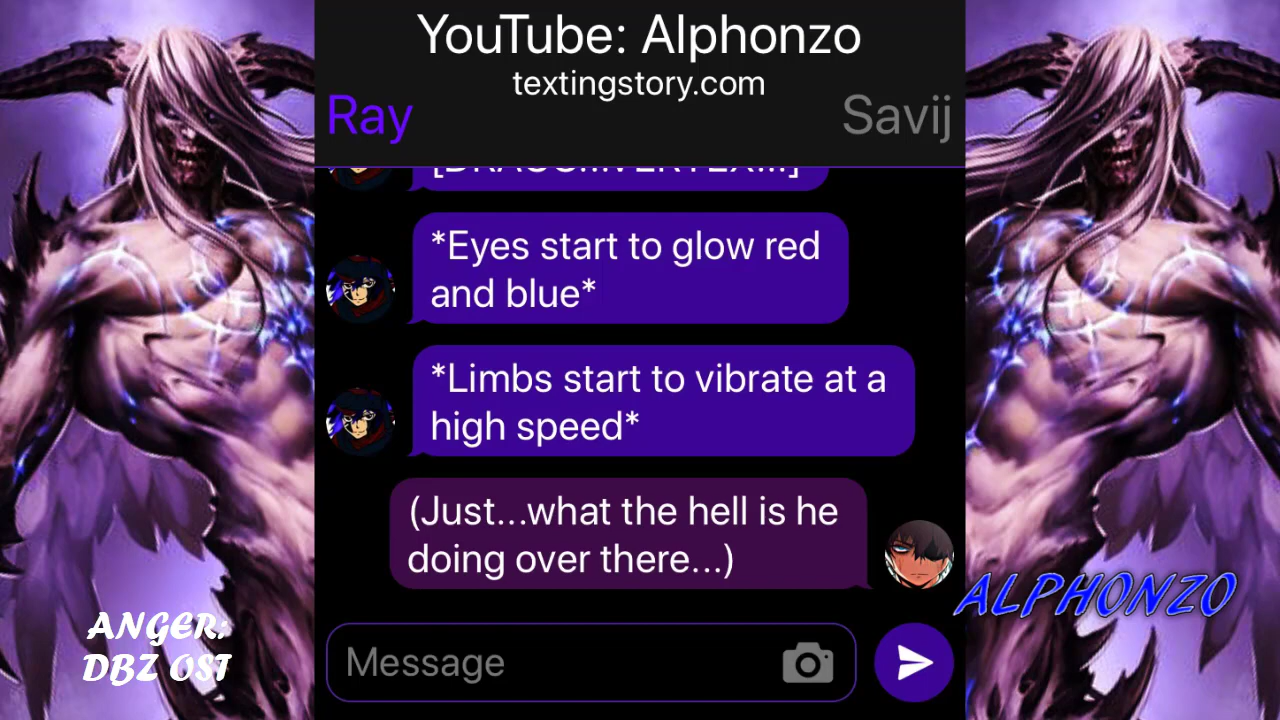 YouTube: Alphonzo
textingstory.com
Ray
Savij
*Eyes start to glow red
and blue*
*Limbs start to vibrate at a
high speed*
(Just...what the hell is he
doing over there...)
ALPHONZO
ANGER:
DBZ OST
Message